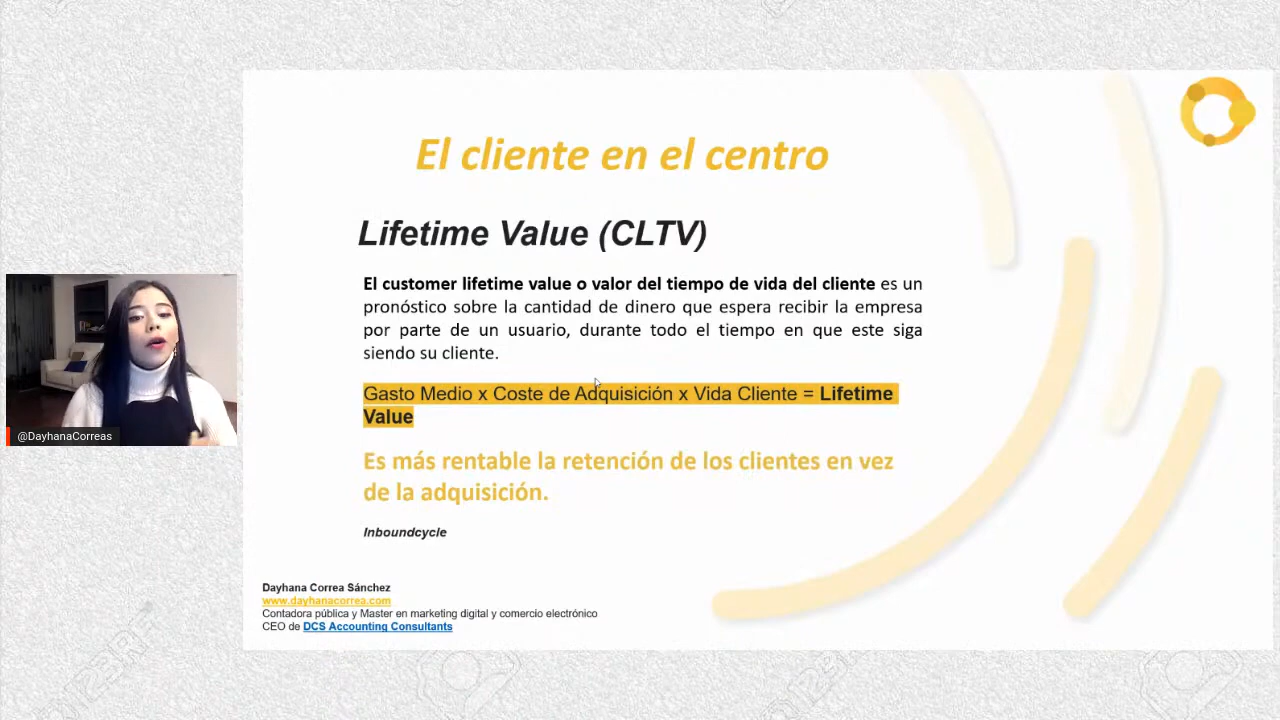 El cliente en el centro
Lifetime Value (CLTV)
El customer lifetime value o valor del tiempo de vida del cliente es un
pronóstico sobre la cantidad de dinero que espera recibir la empresa
por parte de un usuario, durante todo el tiempo en que este siga
siendo su cliente.
Gasto Medio x Coste de Adquisición x Vida Cliente = Lifetime
Value
Es más rentable la retención de los clientes en vez
de la adquisición.
Inboundcycle
@DayhanaCorreas
Dayhana Correa Sánchez
www.dayhanacorrea.com
Contadora pública y Master en marketing digital y comercio electrónico
CEO de DCS Accounting Consultants